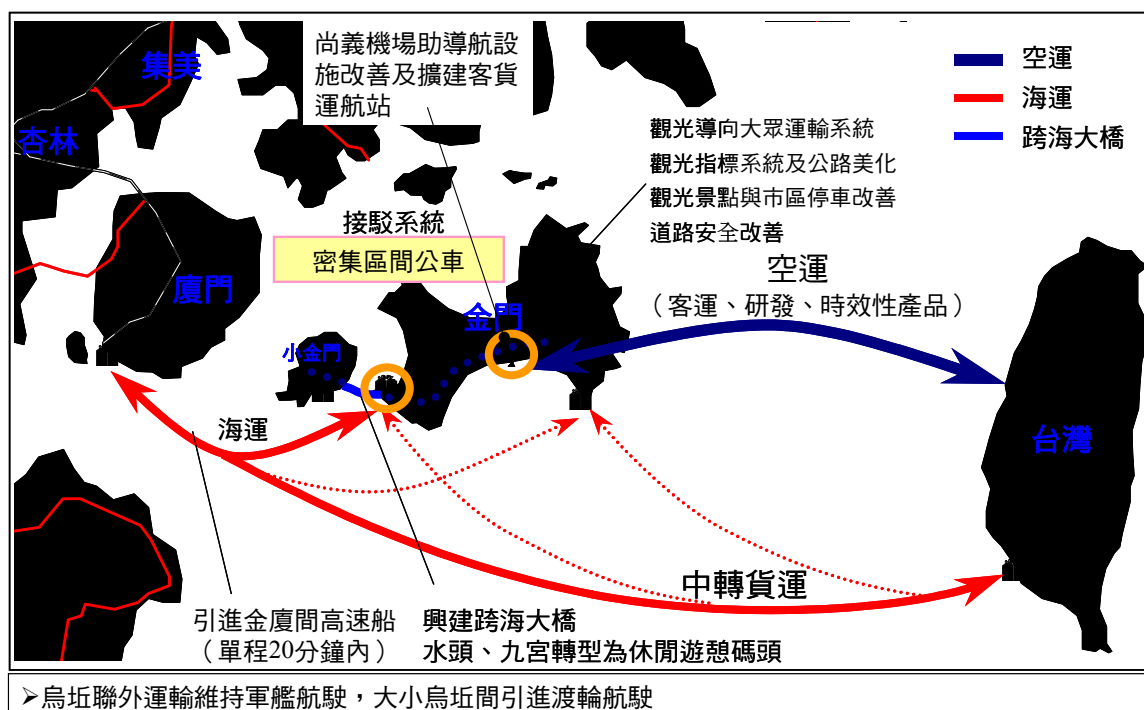 尚義機場助導航設
施改善及擴建客貨
運航站
空運
海運
跨海大橋
集美
杏林
廈門
觀光導向大眾運輸系統
觀光指標系統及公路美化
觀光景點與市區停車改善
道路安全改善
接駁系統
密集區間公車
空運
（客運、研發、時效性產品）
金門
小金門
台灣
海運
中轉貨運
引進金廈間高速船
（單程20分鐘內）
興建跨海大橋
水頭、九宮轉型為休閒遊憩碼頭
➢烏坵聯外運輸維持軍艦航駛，大小烏坵間引進渡輪航駛